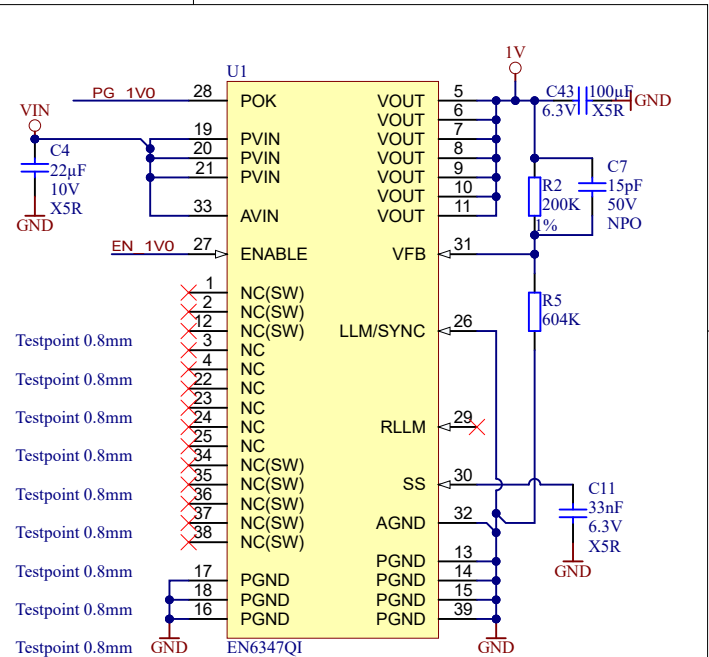 1V
U1
PG_1V0
28
POK
VOUT
5
C43
100µF
GND
6.3V
X5R
VOUT
6
VIN
19
PVIN
VOUT
7
C4
20
PVIN
VOUT
8
22µF
21
PVIN
VOUT
9
C7
10V
VOUT
10
R2
15pF
X5R
33
AVIN
VOUT
11
200K
50V
GND
1%
NPO
EN_1V0
27
ENABLE
VFB
31
1
NC(SW)
2
NC(SW)
R5
12
NC(SW)
LLM/SYNC
26
604K
Testpoint 0.8mm
3
NC
4
NC
Testpoint 0.8mm
22
NC
23
NC
Testpoint 0.8mm
24
NC
RLLM
29
25
NC
Testpoint 0.8mm
34
NC(SW)
35
NC(SW)
SS
30
C11
Testpoint 0.8mm
36
NC(SW)
33nF
37
NC(SW)
AGND
32
6.3V
Testpoint 0.8mm
38
NC(SW)
X5R
PGND
13
Testpoint 0.8mm
17
PGND
PGND
14
GND
18
PGND
PGND
15
Testpoint 0.8mm
16
PGND
PGND
39
Testpoint 0.8mm
GND
EN6347QI
GND